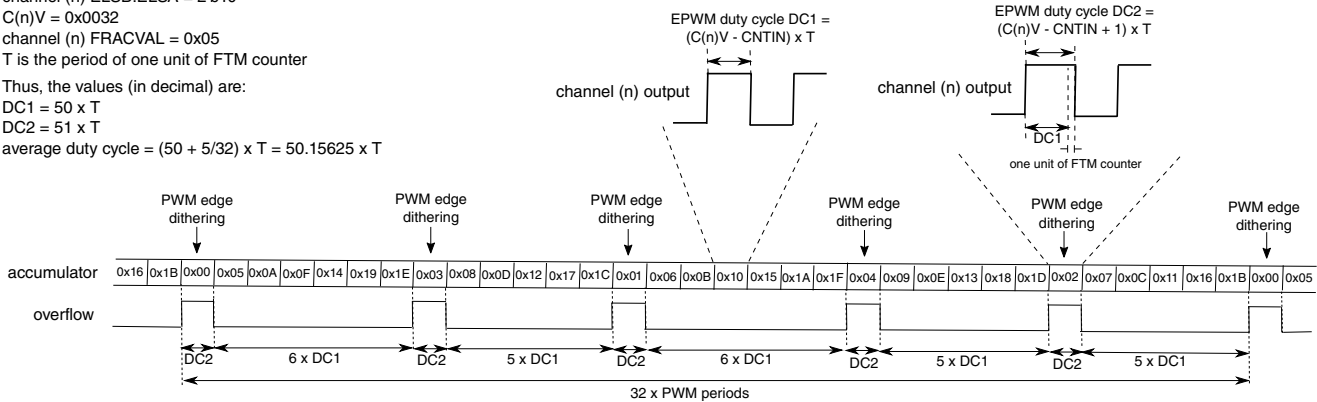 C(n)V = 0x0032
channel (n) FRACVAL = 0x05
T is the period of one unit of FTM counter
Thus, the values (in decimal) are:
DC1 = 50 x T
DC2 = 51 x T
average duty cycle = (50 + 5/32) x T = 50.15625 x T
EPWM duty cycle DC1 =
(C(n)V - CNTIN) x T
channel (n) output
EPWM duty cycle DC2 =
(C(n)V - CNTIN + 1) x T
channel (n) output
DC1
one unit of FTM counter
PWM edge
dithering
PWM edge
dithering
PWM edge
dithering
PWM edge
dithering
PWM edge
dithering
PWM edge
dithering
accumulator 0x16 0x1B 0x00 0x05 0x0A 0x0F 0x14 0x19 0x1E 0x03 0x08 0x0D 0x12 0x17 0x1C 0x01 0x06 0x0B 0x10 0x15 0x1A 0x1F 0x04 0x09 0x0E 0x13 0x18 0x1D 0x02 0x07 0x0C 0x11 0x16 0x1B 0x00 0x05
overflow
DC2 6 x DC1 DC2 5 x DC1 DC2 6 x DC1 DC2 5 x DC1 DC2 5 x DC1
32 x PWM periods